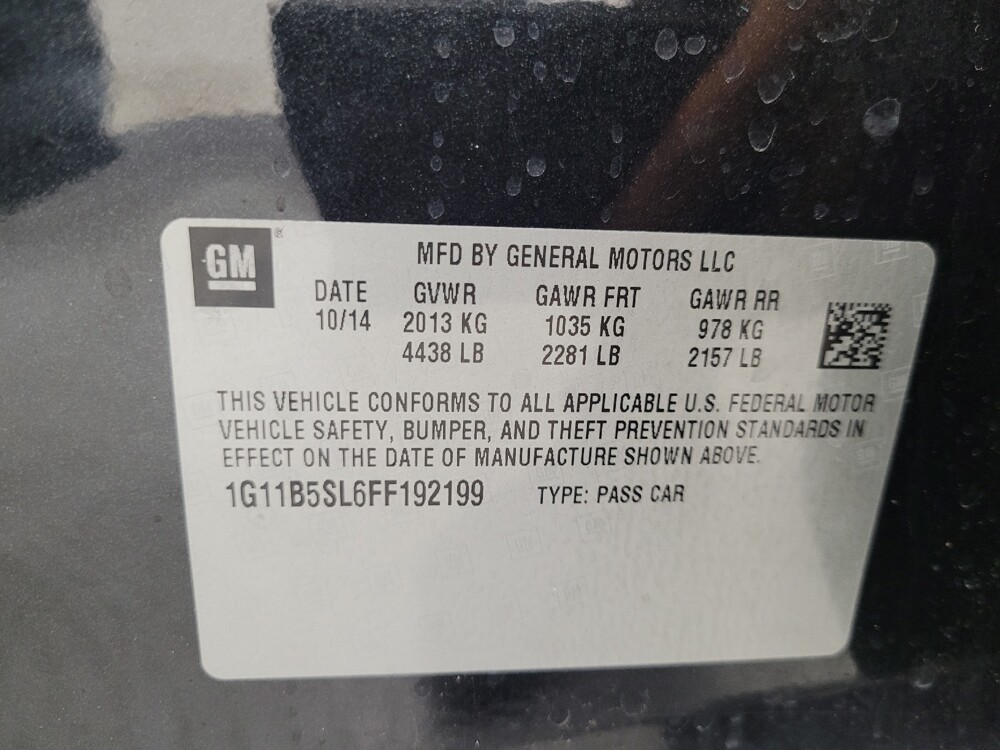 GM
MFD BY GENERAL MOTORS LLC
DATE GVWR GAWR FRT GAWR RR
10/14 2013 KG 1035 KG 978 KG
4438 LB 2281 LB 2157 LB
THIS VEHICLE CONFORMS TO ALL APPLICABLE U.S. FEDERAL MOTOR
VEHICLE SAFETY, BUMPER, AND THEFT PREVENTION STANDARDS IN
EFFECT ON THE DATE OF MANUFACTURE SHOWN ABOVE.
1G11B5SL6FF192199 TYPE: PASS CAR